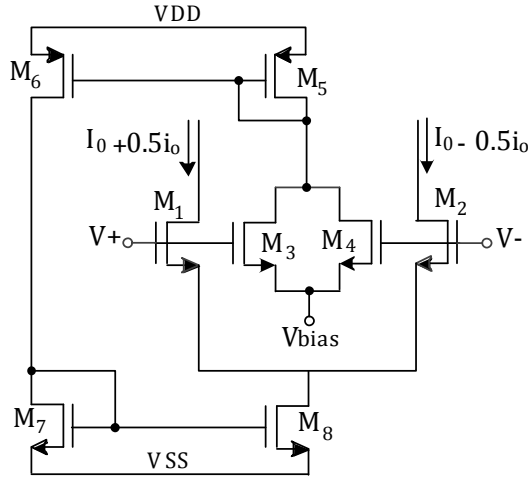 VDD
M6
M5
I0 +0.5io
I0 - 0.5io
M1
M2
V+
M3
M4
V-
Vbias
M7
M8
VSS